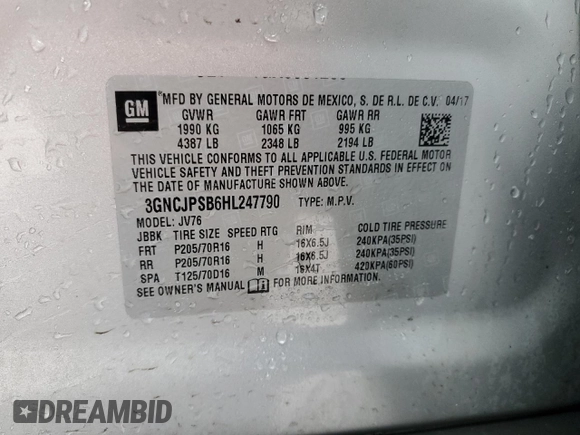 GM
MFD BY GENERAL MOTORS DE MEXICO, S. DE R.L. DE C.V. 04/17
GVWR GAWR FRT GAWR RR
1990 KG 1065 KG 995 KG
4387 LB 2348 LB 2194 LB
THIS VEHICLE CONFORMS TO ALL APPLICABLE U.S. FEDERAL MOTOR
VEHICLE SAFETY AND THEFT PREVENTION STANDARDS IN EFFECT ON
THE DATE OF MANUFACTURE SHOWN ABOVE.
3GNCJPSB6HL247790 TYPE: M.P.V.
MODEL: JV76
JBBK TIRE SIZE SPEED RTG RIM COLD TIRE PRESSURE
FRT P205/70R16 H 16X6.5J 240KPA(35PSI)
RR P205/70R16 H 16X6.5J 240KPA(35PSI)
SPA T125/70D16 M 16X4T 420KPA(60PSI)
SEE OWNER'S MANUAL FOR MORE INFORMATION.
DREAMBID